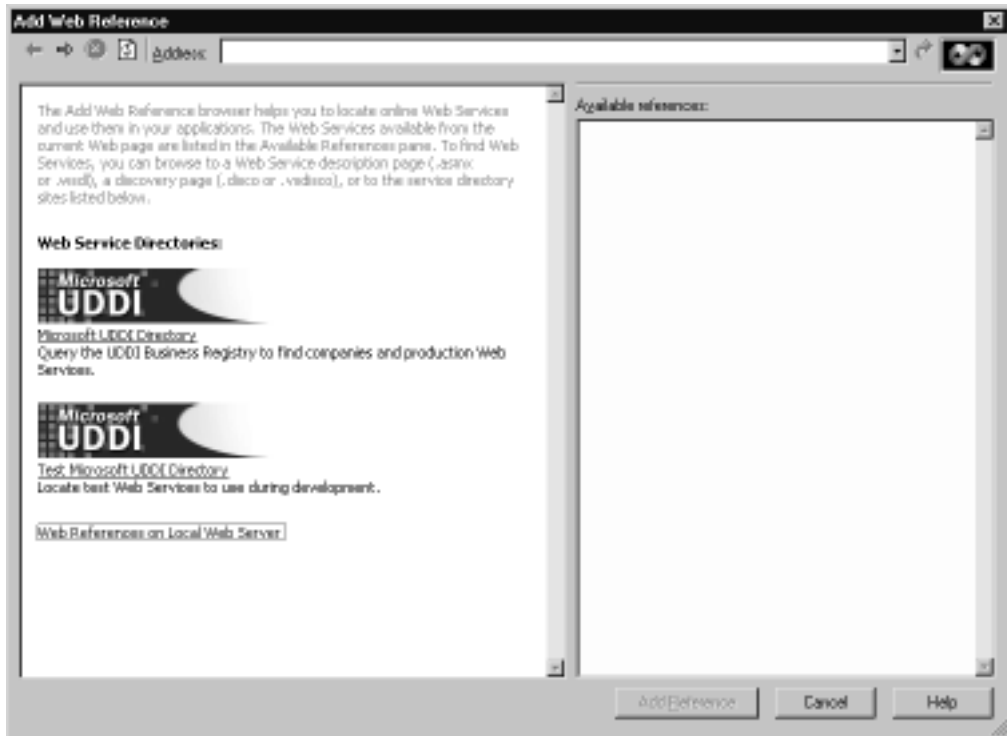 Add Web Reference
Address:
The Add Web Reference browser helps you to locate online Web Services
and use them in your applications. The Web Services available from the
current Web page are listed in the Available References pane. To find Web
Services, you can browse to a Web Service description page (.asmx
or .wsdl), a discovery page (.disco or .vsdisco), or to the service directory
sites listed below.
Web Service Directories:
Microsoft
UDDI
Microsoft UDDI Directory
Query the UDDI Business Registry to find companies and production Web
Services.
Microsoft
UDDI
Test Microsoft UDDI Directory
Locate test Web Services to use during development.
Web References on Local Web Server
Available references:
Add Reference
Cancel
Help